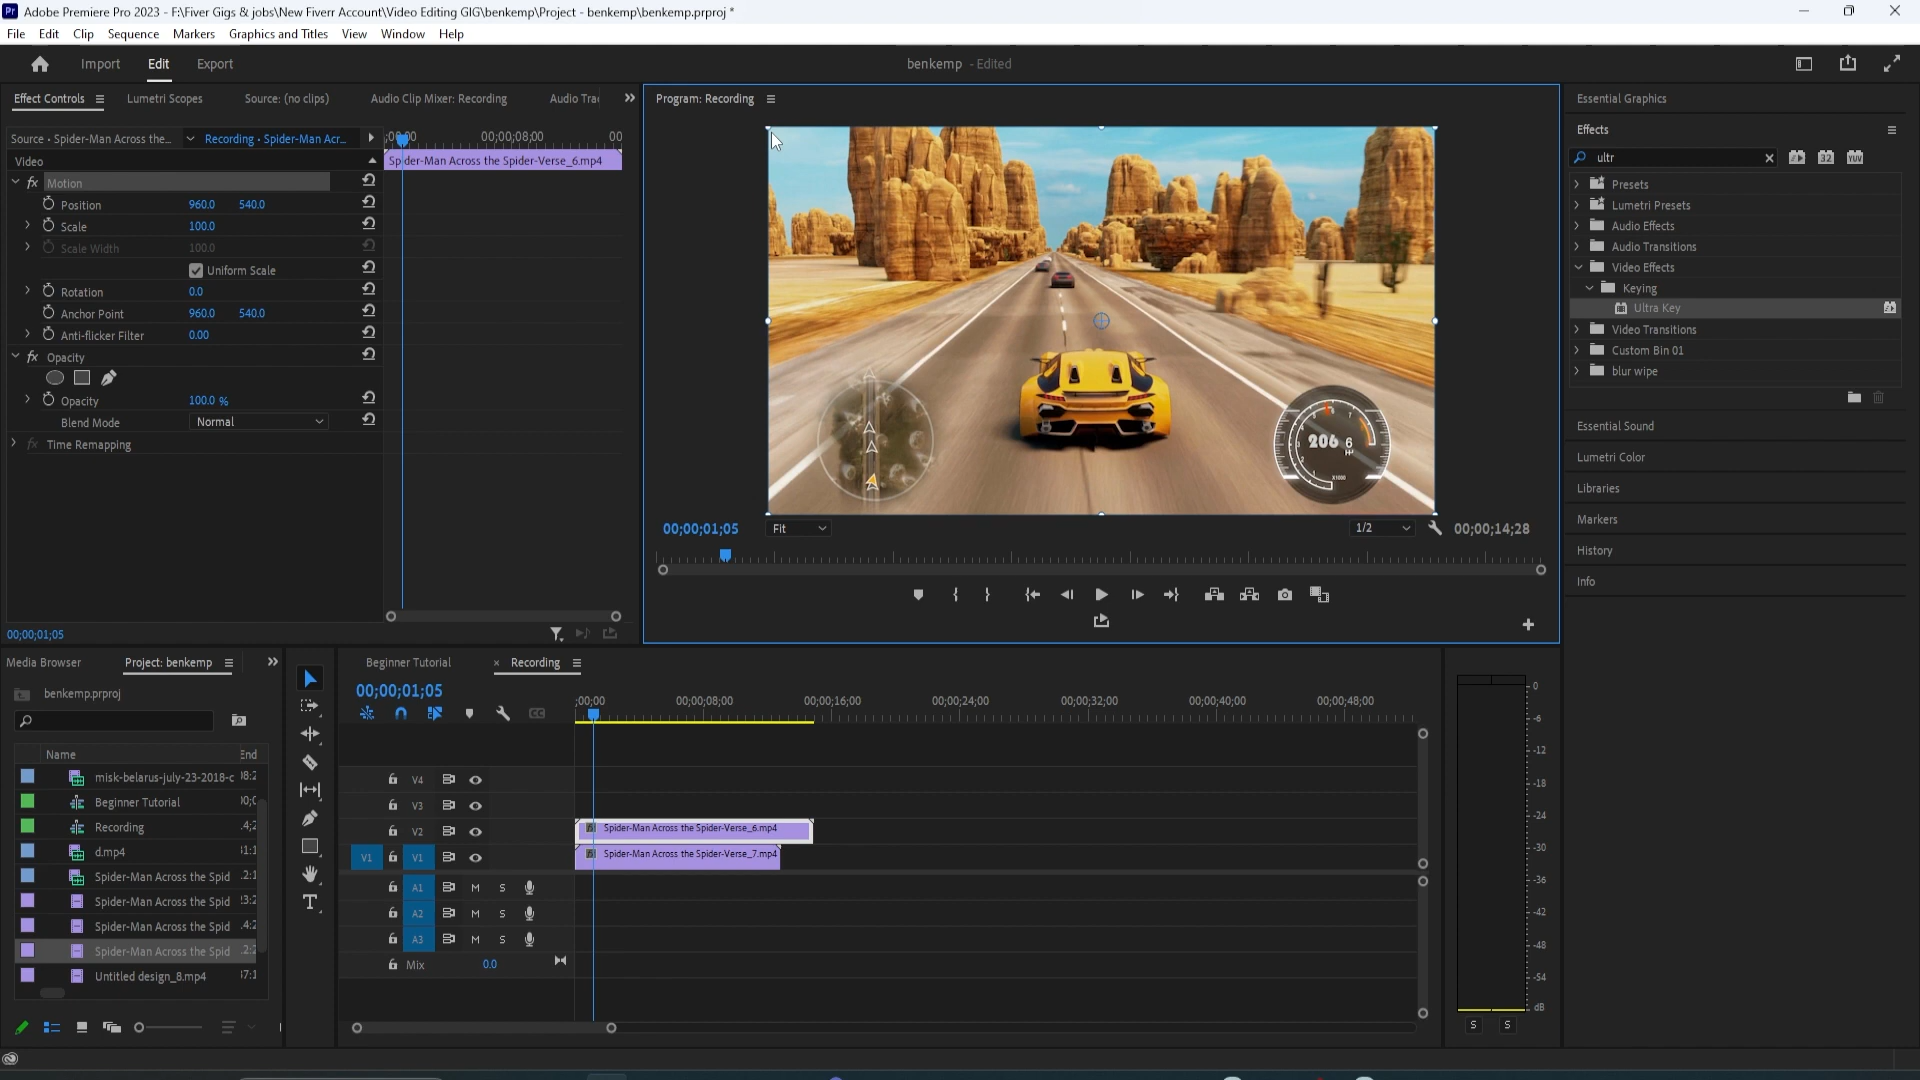 Adobe Premiere Pro 2023 - F:\Fiver Gigs & jobs\New Fiverr Account\Video Editing GIG\benkemp\Project - benkemp\benkemp.prproj *
File Edit Clip Sequence Markers Graphics and Titles View Window Help
Import Edit Export
benkemp - Edited
Effect Controls Lumetri Scopes Source: (no clips) Audio Clip Mixer: Recording Audio Trac
Source • Spider-Man Across the... Recording • Spider-Man Acr...
;00;00 00;00;08;00 00
Video
Spider-Man Across the Spider-Verse_6.mp4
fx Motion
Position 960.0 540.0
Scale 100.0
Scale Width 100.0
Uniform Scale
Rotation 0.0
Anchor Point 960.0 540.0
Anti-flicker Filter 0.00
fx Opacity
Opacity 100.0 %
Blend Mode Normal
fx Time Remapping
00;00;01;05
Program: Recording
206 6
00;00;01;05 Fit 1/2 00;00;14;28
Essential Graphics
Effects
ultr
32 YUV
Presets
Lumetri Presets
Audio Effects
Audio Transitions
Video Effects
Keying
Ultra Key
Video Transitions
Custom Bin 01
blur wipe
Essential Sound
Lumetri Color
Libraries
Markers
History
Info
Media Browser Project: benkemp
benkemp.prproj
Name End
misk-belarus-july-23-2018-c
Beginner Tutorial
Recording
d.mp4
Spider-Man Across the Spid
Spider-Man Across the Spid
Spider-Man Across the Spid
Spider-Man Across the Spid
Untitled design_8.mp4
Beginner Tutorial × Recording
00;00;01;05
;00;00 00;00;08;00 00;00;16;00 00;00;24;00 00;00;32;00 00;00;40;00 00;00;48;00
V4
V3
V2 Spider-Man Across the Spider-Verse_6.mp4
V1 V1 Spider-Man Across the Spider-Verse_7.mp4
A1 M S
A2 M S
A3 M S
Mix 0.0
0
-6
-12
-18
-24
-30
-36
-42
-48
-54
dB
S S